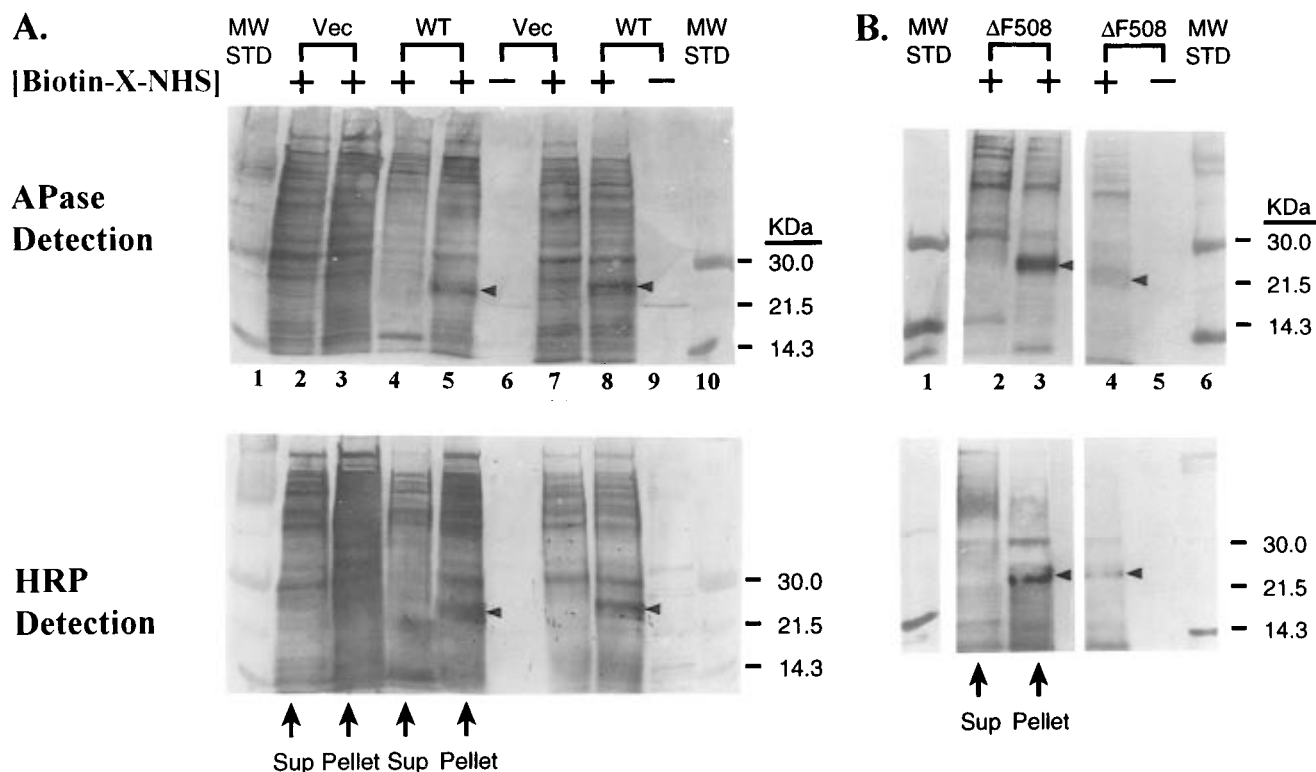 A.
MW STD Vec WT Vec WT MW STD
[Biotin-X-NHS] + + + + − + + −
APase Detection
KDa
30.0
21.5
14.3
1 2 3 4 5 6 7 8 9 10
HRP Detection
30.0
21.5
14.3
Sup Pellet Sup Pellet
B.
MW STD ΔF508 ΔF508 MW STD
+ + + −
KDa
30.0
21.5
14.3
1 2 3 4 5 6
30.0
21.5
14.3
Sup Pellet